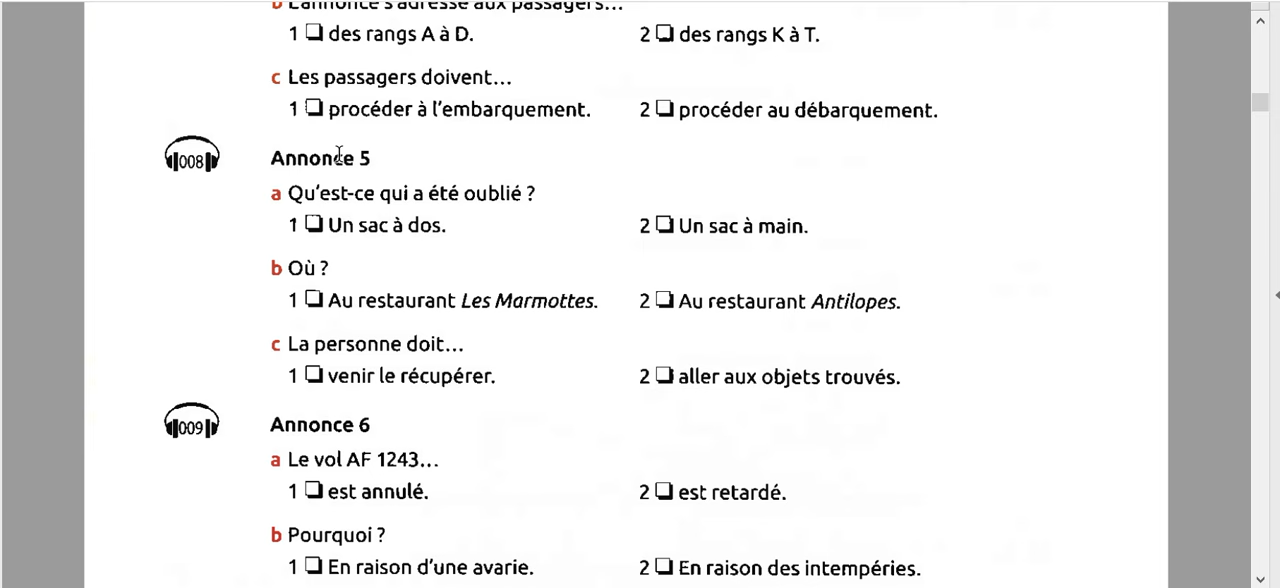 b L'annonce s'adresse aux passagers…
1 ❑ des rangs A à D. 2 ❑ des rangs K à T.
c Les passagers doivent…
1 ❑ procéder à l'embarquement. 2 ❑ procéder au débarquement.
008 Annonce 5
a Qu'est-ce qui a été oublié ?
1 ❑ Un sac à dos. 2 ❑ Un sac à main.
b Où ?
1 ❑ Au restaurant Les Marmottes. 2 ❑ Au restaurant Antilopes.
c La personne doit…
1 ❑ venir le récupérer. 2 ❑ aller aux objets trouvés.
009 Annonce 6
a Le vol AF 1243…
1 ❑ est annulé. 2 ❑ est retardé.
b Pourquoi ?
1 ❑ En raison d'une avarie. 2 ❑ En raison des intempéries.